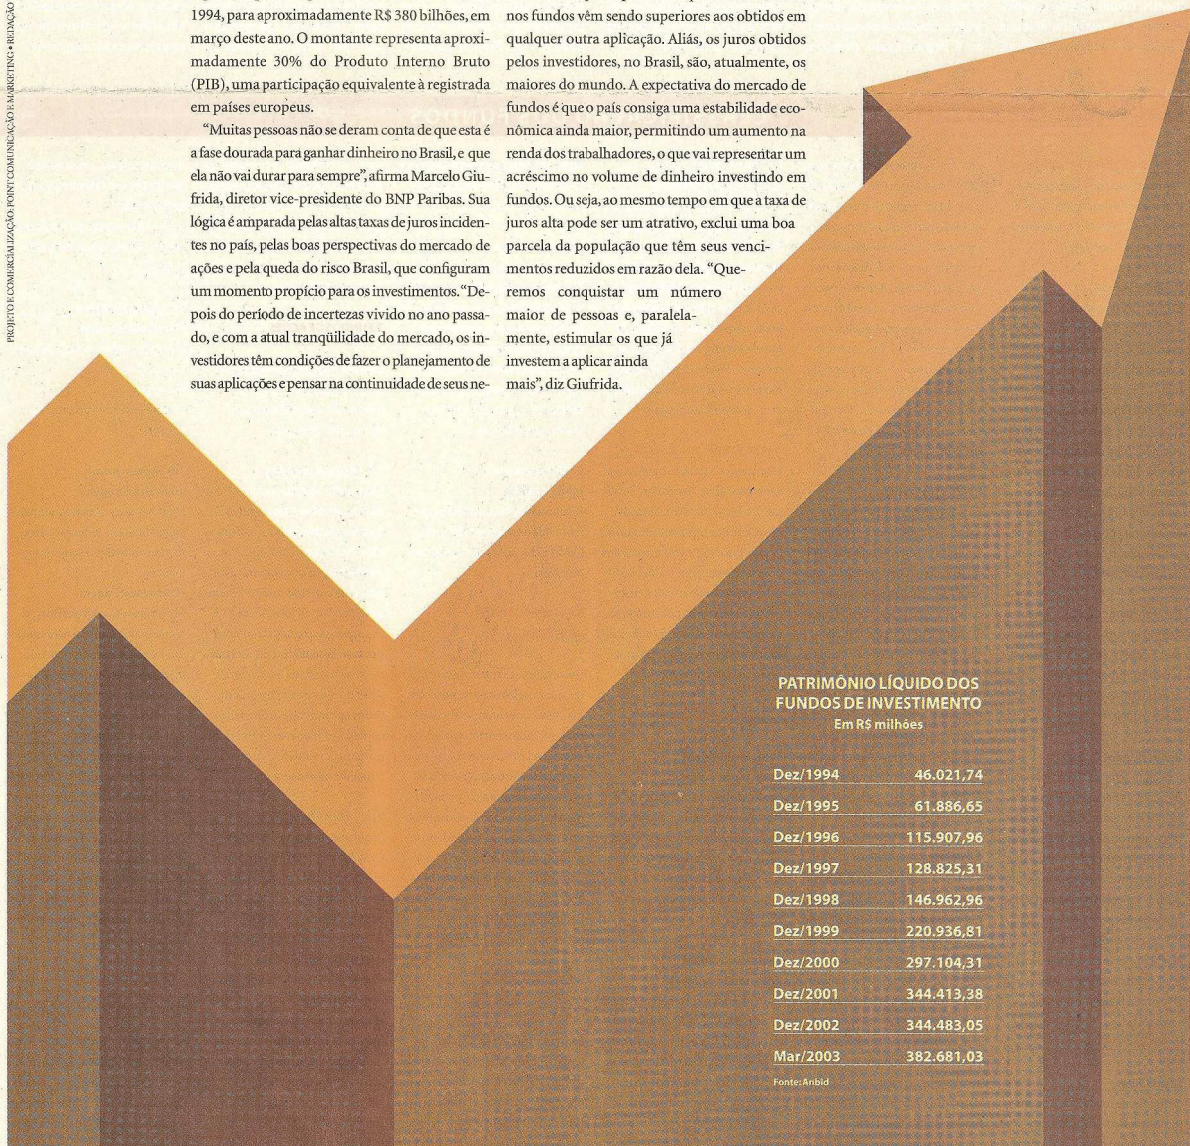 PROJETO E COMERCIALIZAÇÃO: POINT COMUNICAÇÃO E MARKETING • REDAÇÃO
1994, para aproximadamente R$ 380 bilhões, em
março deste ano. O montante representa aproxi-
madamente 30% do Produto Interno Bruto
(PIB), uma participação equivalente à registrada
em países europeus.
“Muitas pessoas não se deram conta de que esta é
a fase dourada para ganhar dinheiro no Brasil, e que
ela não vai durar para sempre”, afirma Marcelo Giu-
frida, diretor vice-presidente do BNP Paribas. Sua
lógica é amparada pelas altas taxas de juros inciden-
tes no país, pelas boas perspectivas do mercado de
ações e pela queda do risco Brasil, que configuram
um momento propício para os investimentos. “De-
pois do período de incertezas vivido no ano passa-
do, e com a atual tranqüilidade do mercado, os in-
vestidores têm condições de fazer o planejamento de
suas aplicações e pensar na continuidade de seus ne-
nos fundos vêm sendo superiores aos obtidos em
qualquer outra aplicação. Aliás, os juros obtidos
pelos investidores, no Brasil, são, atualmente, os
maiores do mundo. A expectativa do mercado de
fundos é que o país consiga uma estabilidade eco-
nômica ainda maior, permitindo um aumento na
renda dos trabalhadores, o que vai representar um
acréscimo no volume de dinheiro investindo em
fundos. Ou seja, ao mesmo tempo em que a taxa de
juros alta pode ser um atrativo, exclui uma boa
parcela da população que têm seus venci-
mentos reduzidos em razão dela. “Que-
remos conquistar um número
maior de pessoas e, paralela-
mente, estimular os que já
investem a aplicar ainda
mais”, diz Giufrida.
PATRIMÔNIO LÍQUIDO DOS
FUNDOS DE INVESTIMENTO
Em R$ milhões
Dez/1994 46.021,74
Dez/1995 61.886,65
Dez/1996 115.907,96
Dez/1997 128.825,31
Dez/1998 146.962,96
Dez/1999 220.936,81
Dez/2000 297.104,31
Dez/2001 344.413,38
Dez/2002 344.483,05
Mar/2003 382.681,03
Fonte: Anbid